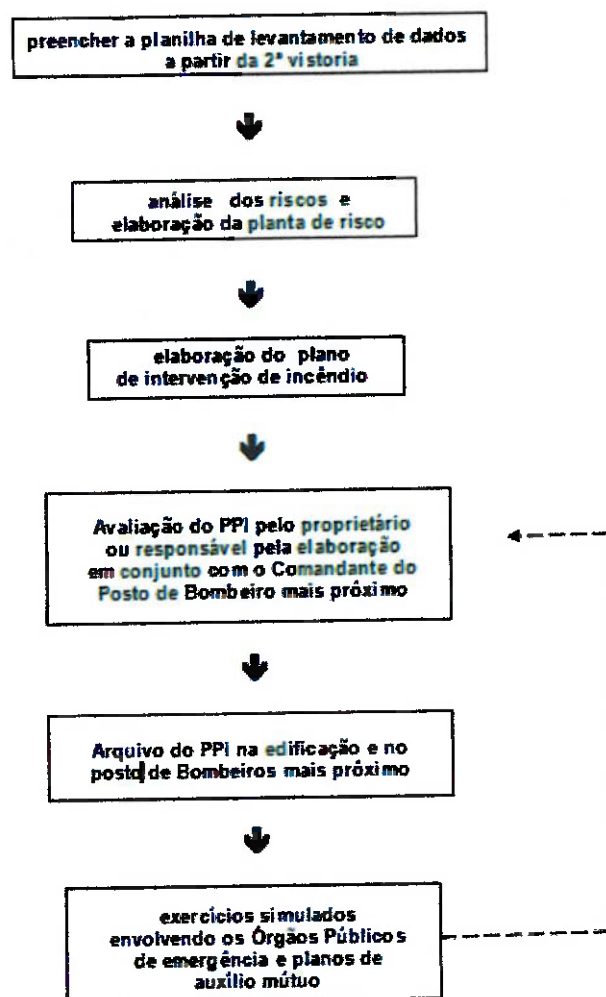 preencher a planilha de levantamento de dados
a partir da 2ª vistoria
análise dos riscos e
elaboração da planta de risco
elaboração do plano
de intervenção de incêndio
Avaliação do PPI pelo proprietário
ou responsável pela elaboração
em conjunto com o Comandante do
Posto de Bombeiro mais próximo
Arquivo do PPI na edificação e no
posto de Bombeiros mais próximo
exercícios simulados
envolvendo os Órgãos Públicos
de emergência e planos de
auxílio mútuo